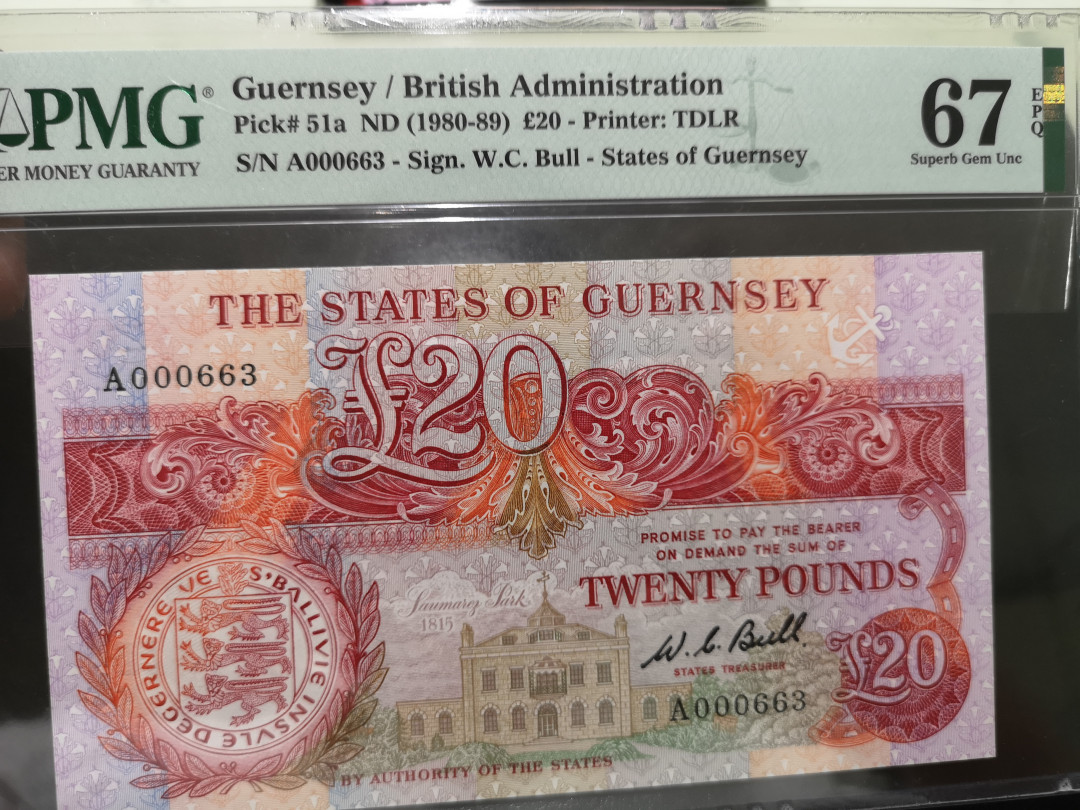 PMG®
ER MONEY GUARANTY
Guernsey / British Administration
Pick# 51a ND (1980-89) £20 - Printer: TDLR
S/N A000663 - Sign. W.C. Bull - States of Guernsey
67
EPQ
Superb Gem Unc
THE STATES OF GUERNSEY
A000663
£20
PROMISE TO PAY THE BEARER
ON DEMAND THE SUM OF
TWENTY POUNDS
Saumarez Park
1815
W. C. Bull
STATES TREASURER
£20
A000663
S·BALLIVIE INSVLE DEGERNEREYE
BY AUTHORITY OF THE STATES